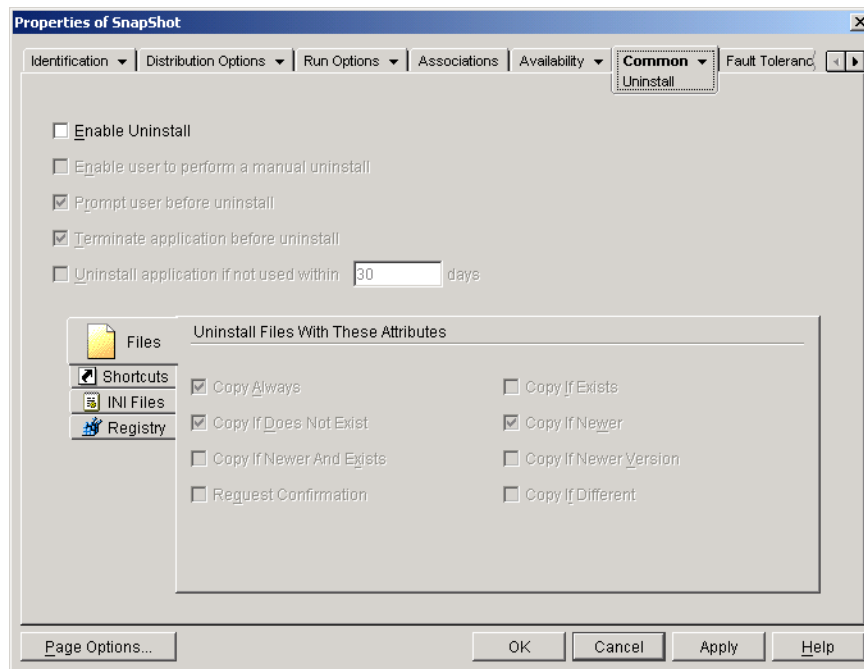 Properties of SnapShot
Identification
Distribution Options
Run Options
Associations
Availability
Common
Fault Toleranc
Uninstall
Enable Uninstall
Enable user to perform a manual uninstall
Prompt user before uninstall
Terminate application before uninstall
Uninstall application if not used within 30 days
Files
Shortcuts
INI Files
Registry
Uninstall Files With These Attributes
Copy Always
Copy If Exists
Copy If Does Not Exist
Copy If Newer
Copy If Newer And Exists
Copy If Newer Version
Request Confirmation
Copy If Different
Page Options...
OK
Cancel
Apply
Help